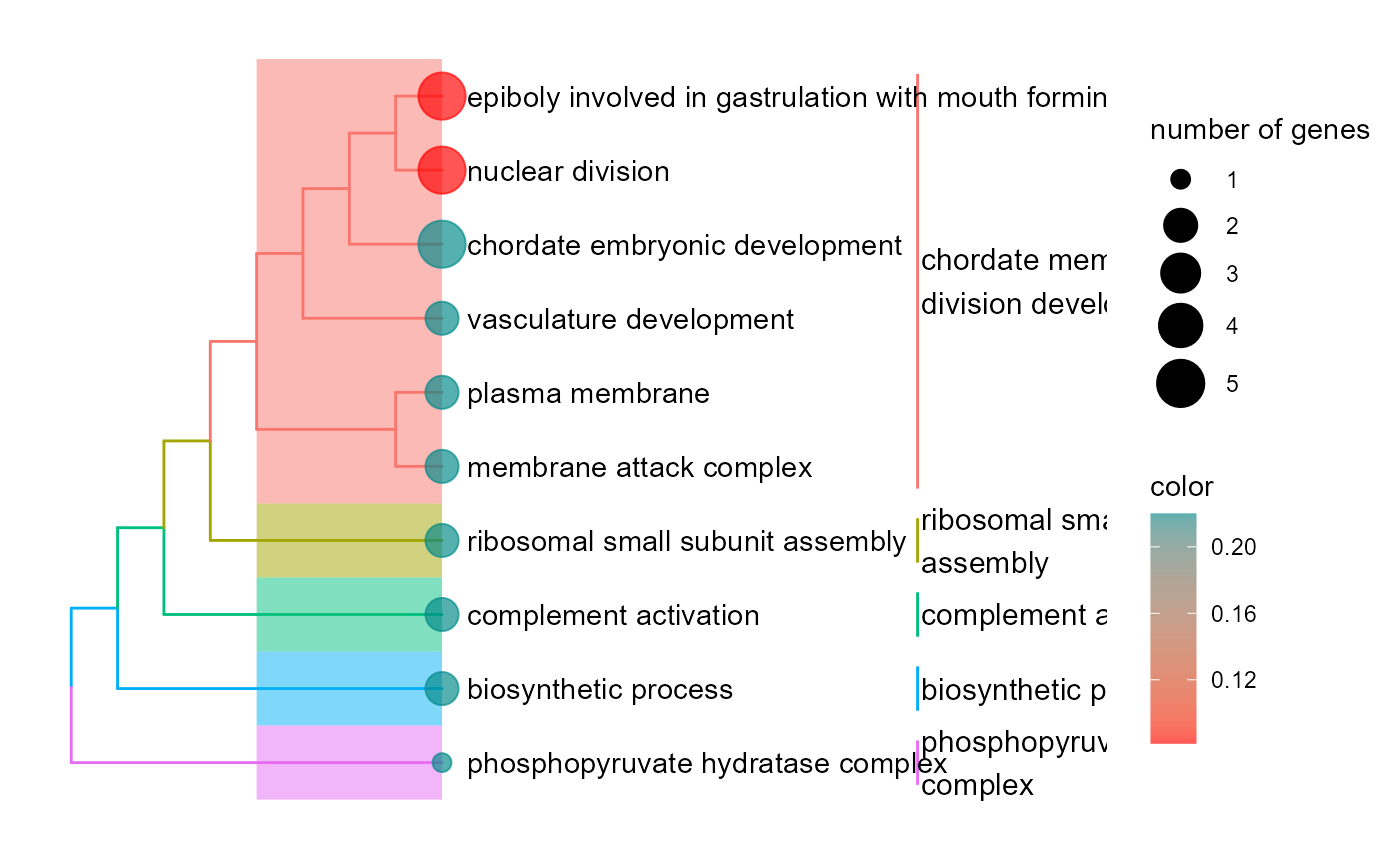 epiboly involved in gastrulation with mouth formin
nuclear division
chordate embryonic development
vasculature development
plasma membrane
membrane attack complex
ribosomal small subunit assembly
complement activation
biosynthetic process
phosphopyruvate hydratase complex
chordate mem
division devel
ribosomal sma
assembly
complement a
biosynthetic p
phosphopyruv
complex
number of genes
1
2
3
4
5
color
0.20
0.16
0.12